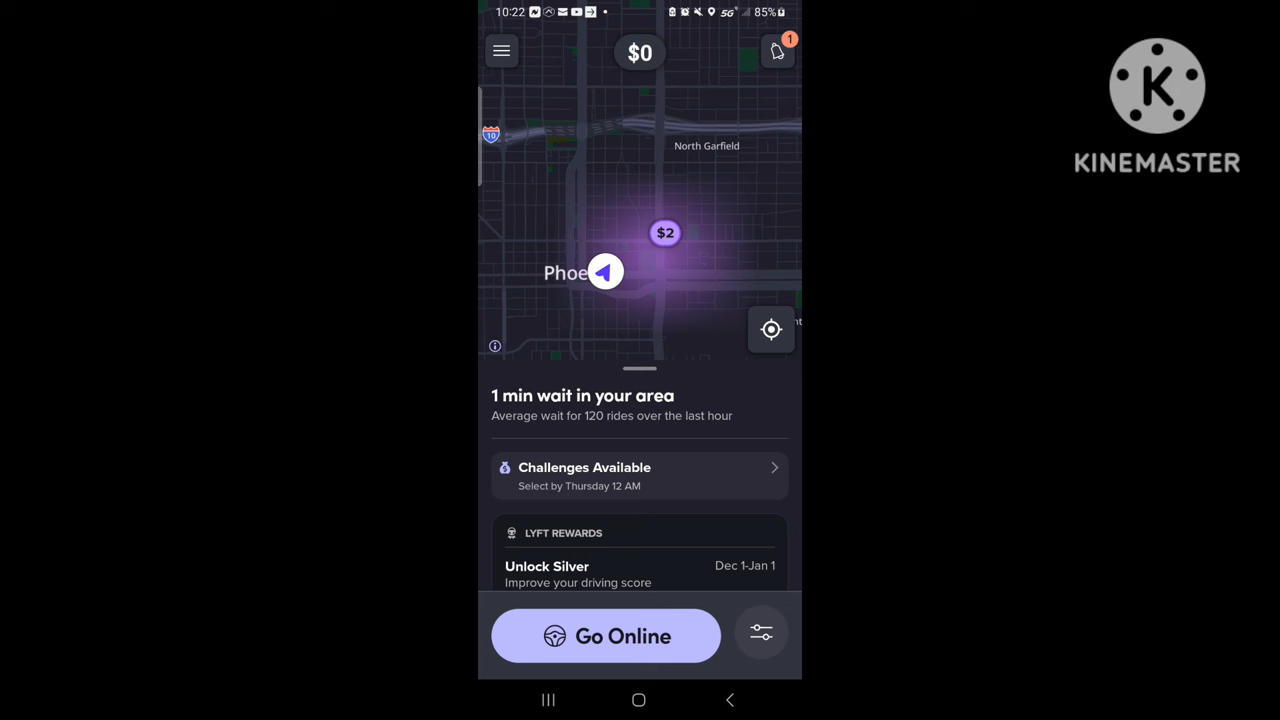 10:22
5G
85%
$0
1
10
North Garfield
$2
Phoe
1 min wait in your area
Average wait for 120 rides over the last hour
Challenges Available
Select by Thursday 12 AM
LYFT REWARDS
Unlock Silver
Dec 1-Jan 1
Improve your driving score
Go Online
K
KINEMASTER